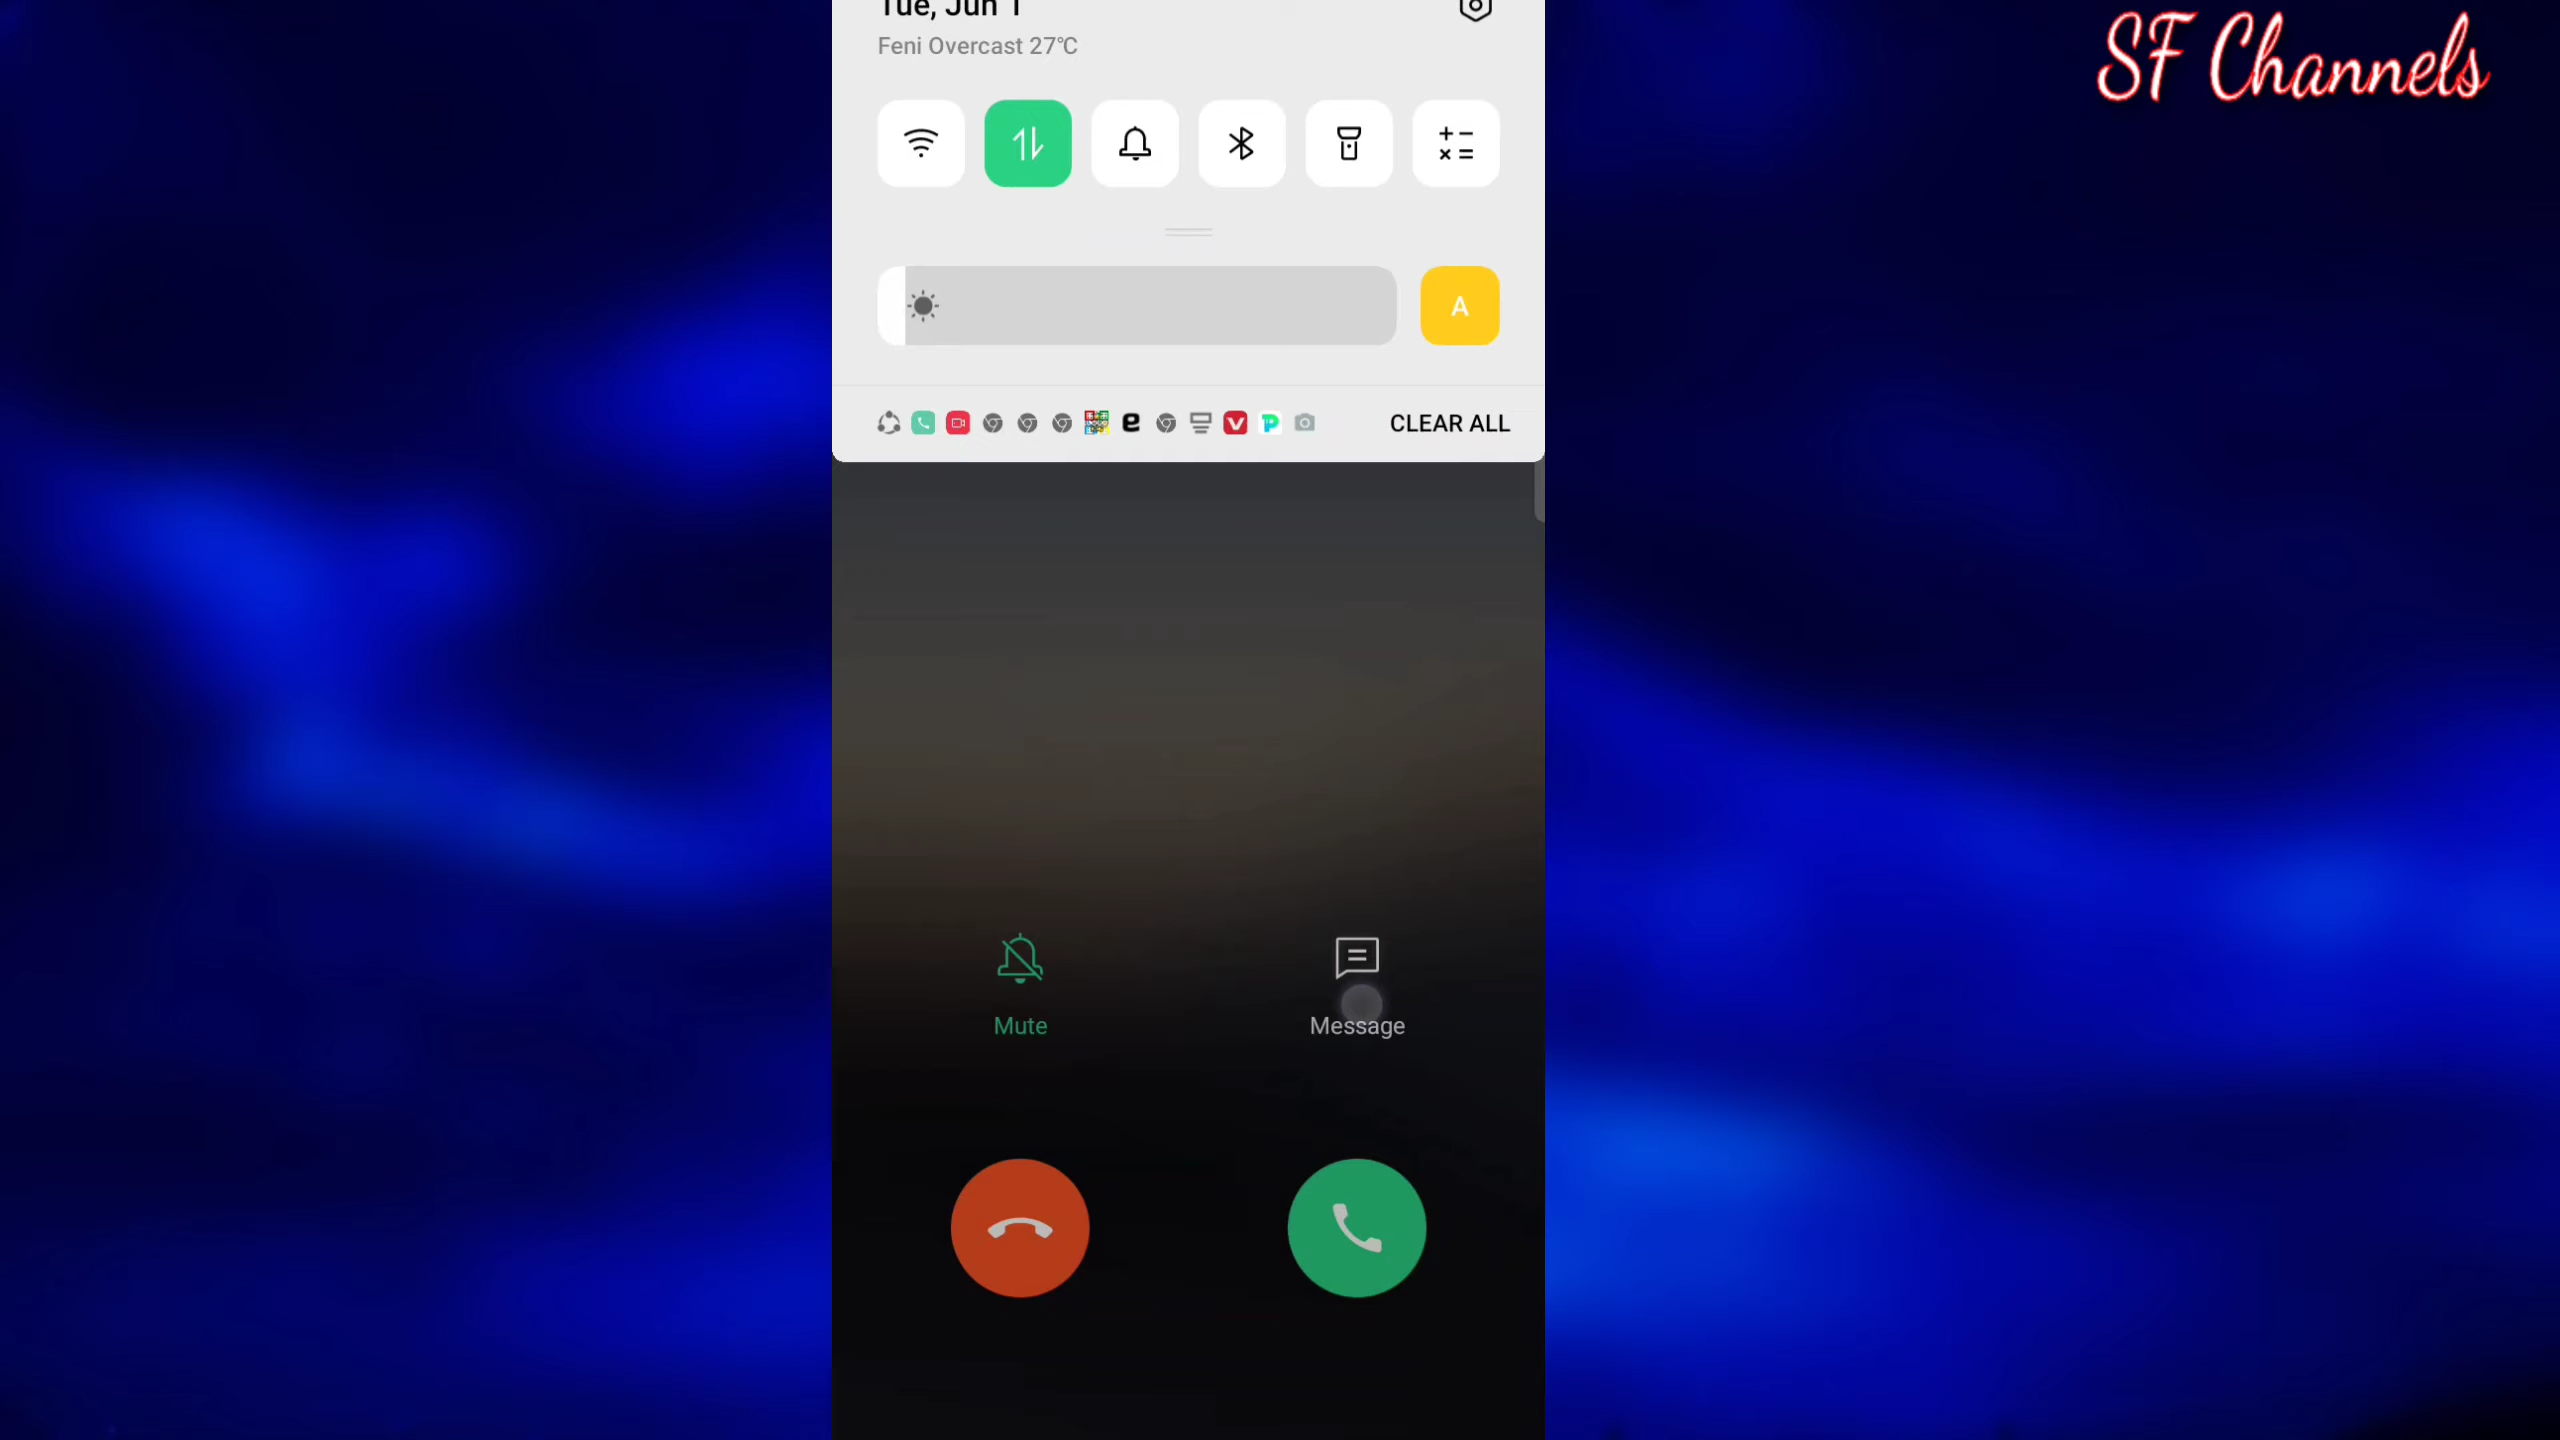 SF Channels
Tue, Jun 1
Feni Overcast 27°C
A
CLEAR ALL
Mute
Message